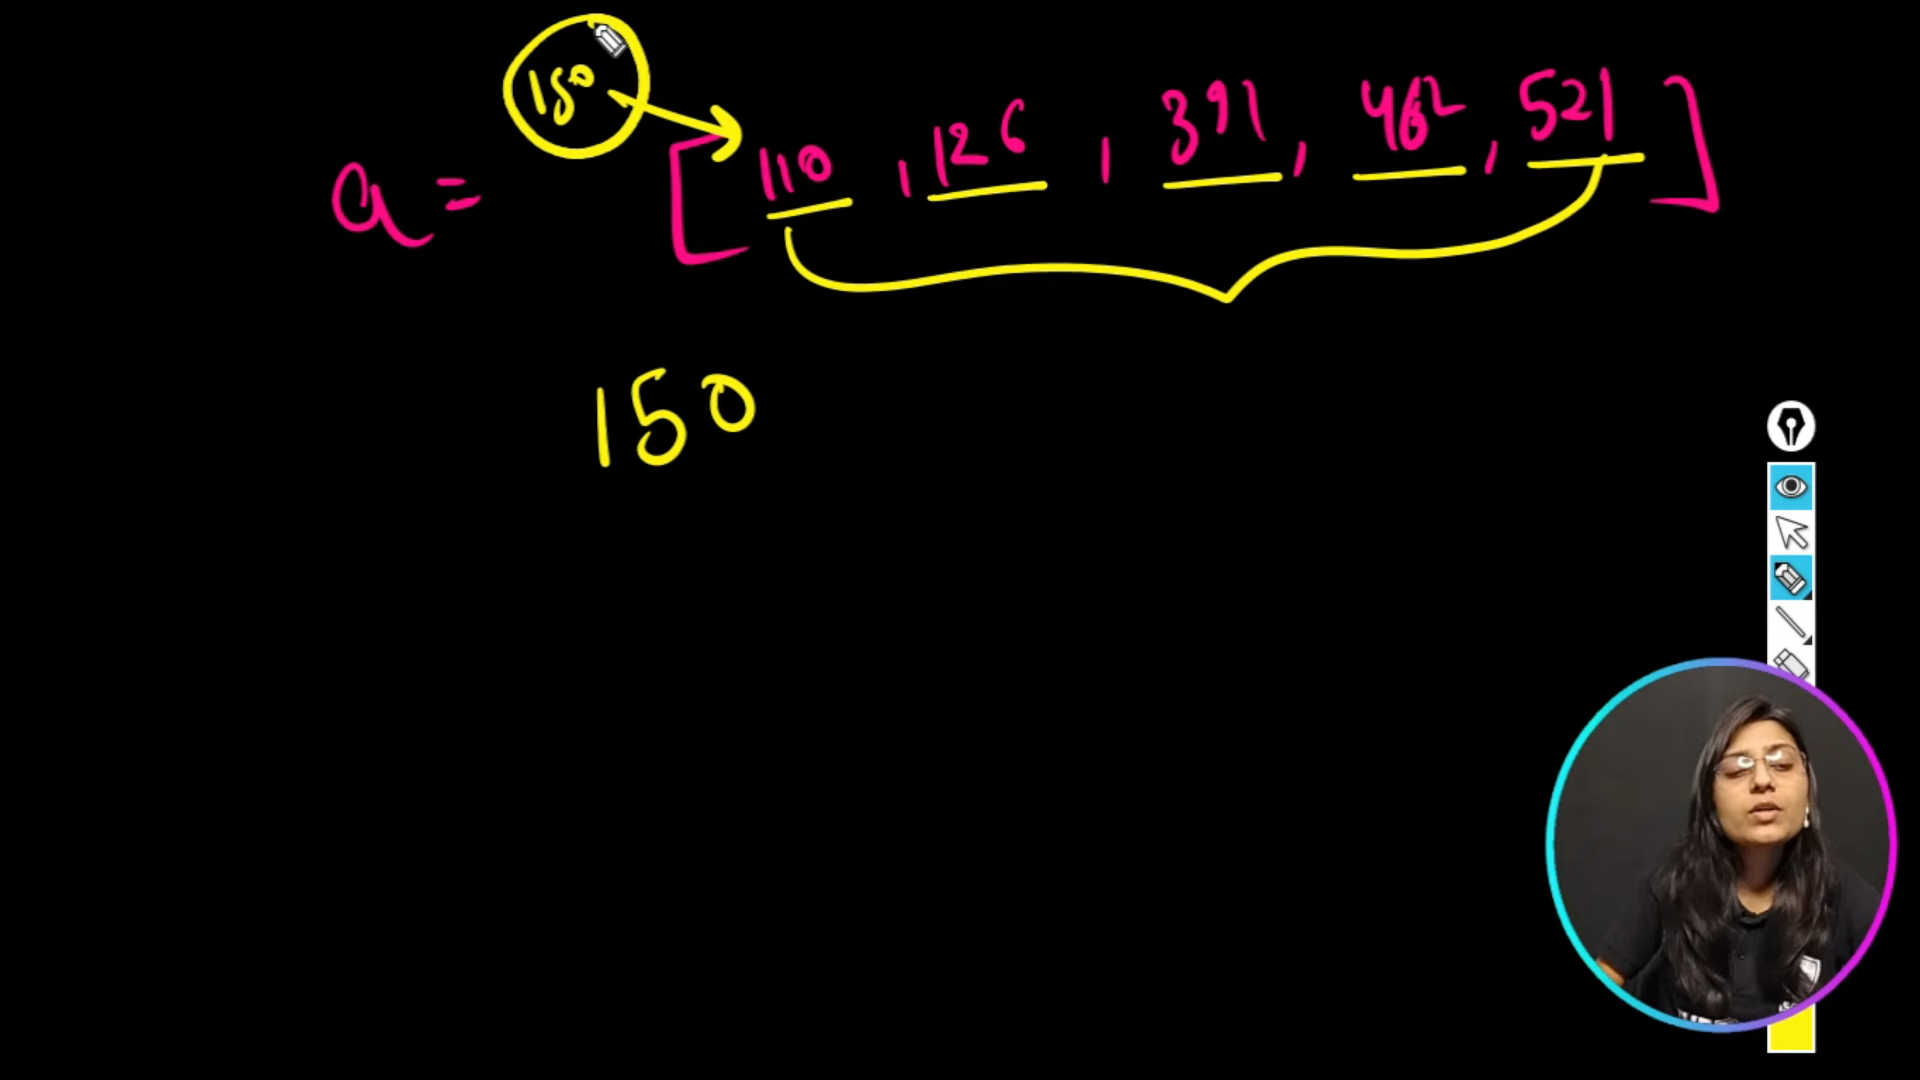 150
a = [110, 126, 391, 462, 521]
150